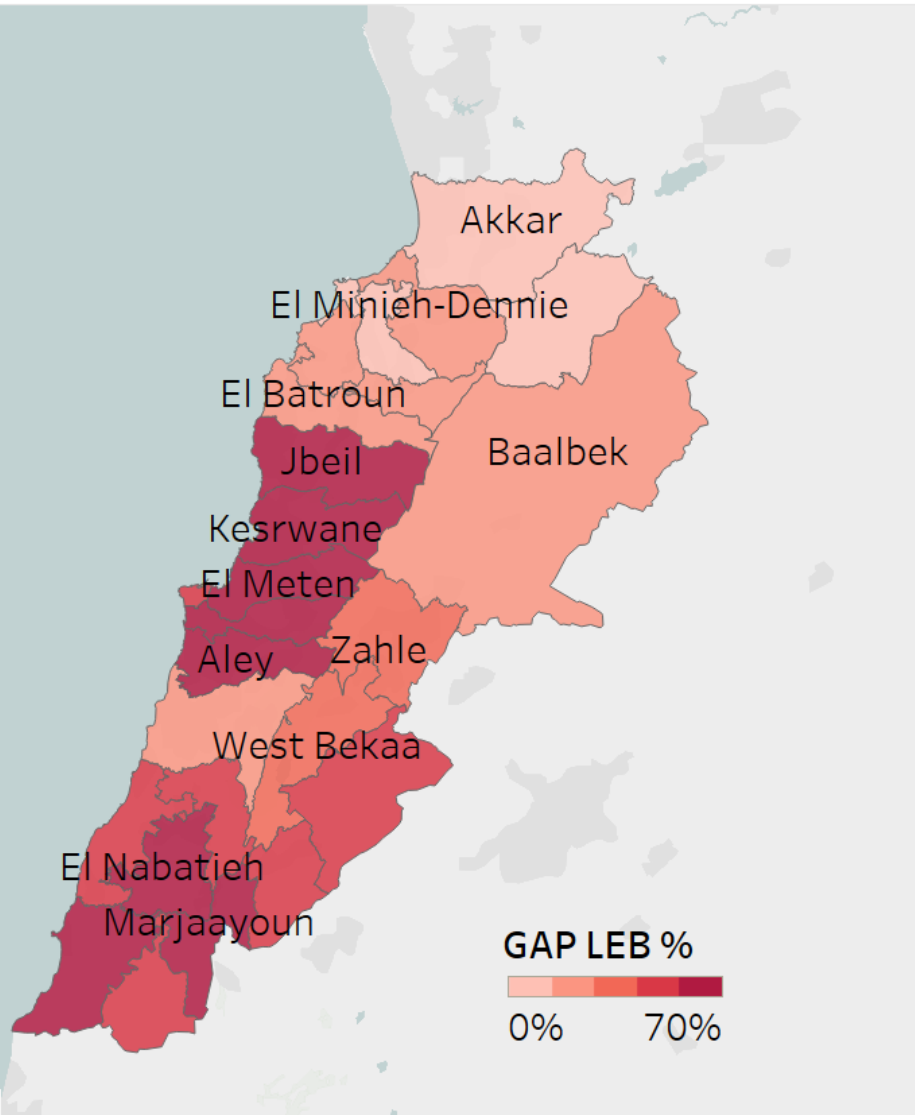 Akkar
El Minieh-Dennie
El Batroun
Baalbek
Jbeil
Kesrwane
El Meten
Zahle
Aley
West Bekaa
El Nabatieh
Marjaayoun
GAP LEB %
0% 70%